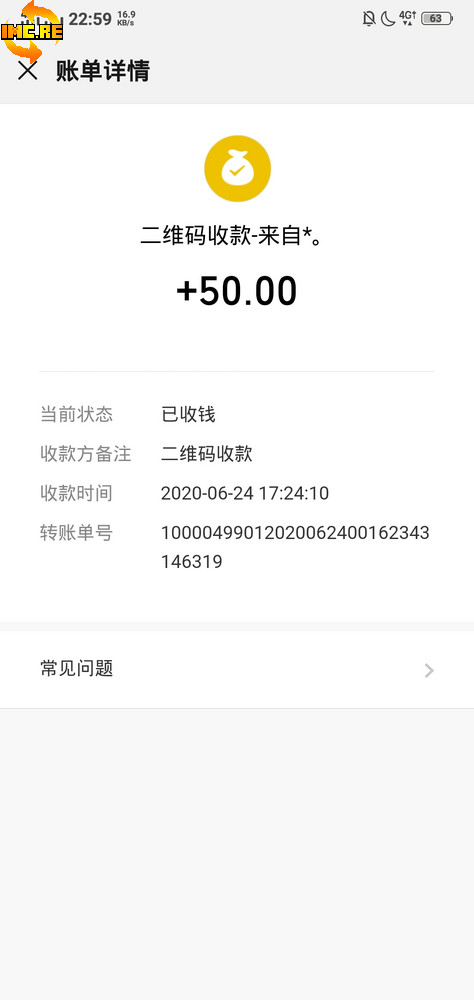 22:59 16.9 KB/s 4G 63
IMC.RE
账单详情
二维码收款-来自*。
+50.00
当前状态 已收钱
收款方备注 二维码收款
收款时间 2020-06-24 17:24:10
转账单号 10000499012020062400162343
146319
常见问题